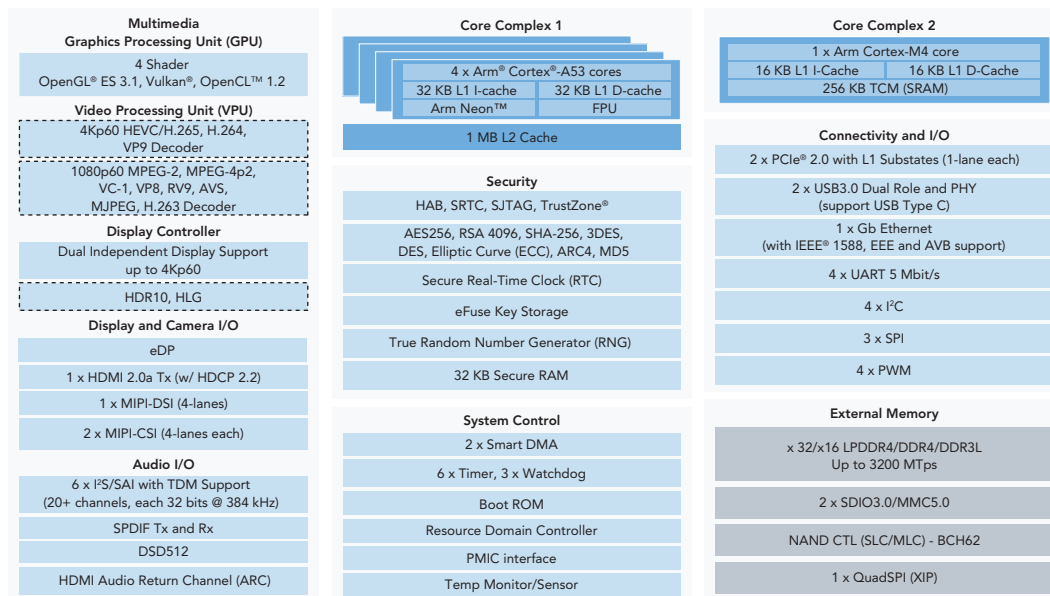 Multimedia
Graphics Processing Unit (GPU)
4 Shader
OpenGL® ES 3.1, Vulkan®, OpenCL™ 1.2
Video Processing Unit (VPU)
4Kp60 HEVC/H.265, H.264,
VP9 Decoder
1080p60 MPEG-2, MPEG-4p2,
VC-1, VP8, RV9, AVS,
MJPEG, H.263 Decoder
Display Controller
Dual Independent Display Support
up to 4Kp60
HDR10, HLG
Display and Camera I/O
eDP
1 x HDMI 2.0a Tx (w/ HDCP 2.2)
1 x MIPI-DSI (4-lanes)
2 x MIPI-CSI (4-lanes each)
Audio I/O
6 x I²S/SAI with TDM Support
(20+ channels, each 32 bits @ 384 kHz)
SPDIF Tx and Rx
DSD512
HDMI Audio Return Channel (ARC)
Core Complex 1
4 x Arm® Cortex®-A53 cores
32 KB L1 I-cache
32 KB L1 D-cache
Arm Neon™
FPU
1 MB L2 Cache
Security
HAB, SRTC, SJTAG, TrustZone®
AES256, RSA 4096, SHA-256, 3DES,
DES, Elliptic Curve (ECC), ARC4, MD5
Secure Real-Time Clock (RTC)
eFuse Key Storage
True Random Number Generator (RNG)
32 KB Secure RAM
System Control
2 x Smart DMA
6 x Timer, 3 x Watchdog
Boot ROM
Resource Domain Controller
PMIC interface
Temp Monitor/Sensor
Core Complex 2
1 x Arm Cortex-M4 core
16 KB L1 I-Cache
16 KB L1 D-Cache
256 KB TCM (SRAM)
Connectivity and I/O
2 x PCIe® 2.0 with L1 Substates (1-lane each)
2 x USB3.0 Dual Role and PHY
(support USB Type C)
1 x Gb Ethernet
(with IEEE® 1588, EEE and AVB support)
4 x UART 5 Mbit/s
4 x I²C
3 x SPI
4 x PWM
External Memory
x 32/x16 LPDDR4/DDR4/DDR3L
Up to 3200 MTps
2 x SDIO3.0/MMC5.0
NAND CTL (SLC/MLC) - BCH62
1 x QuadSPI (XIP)